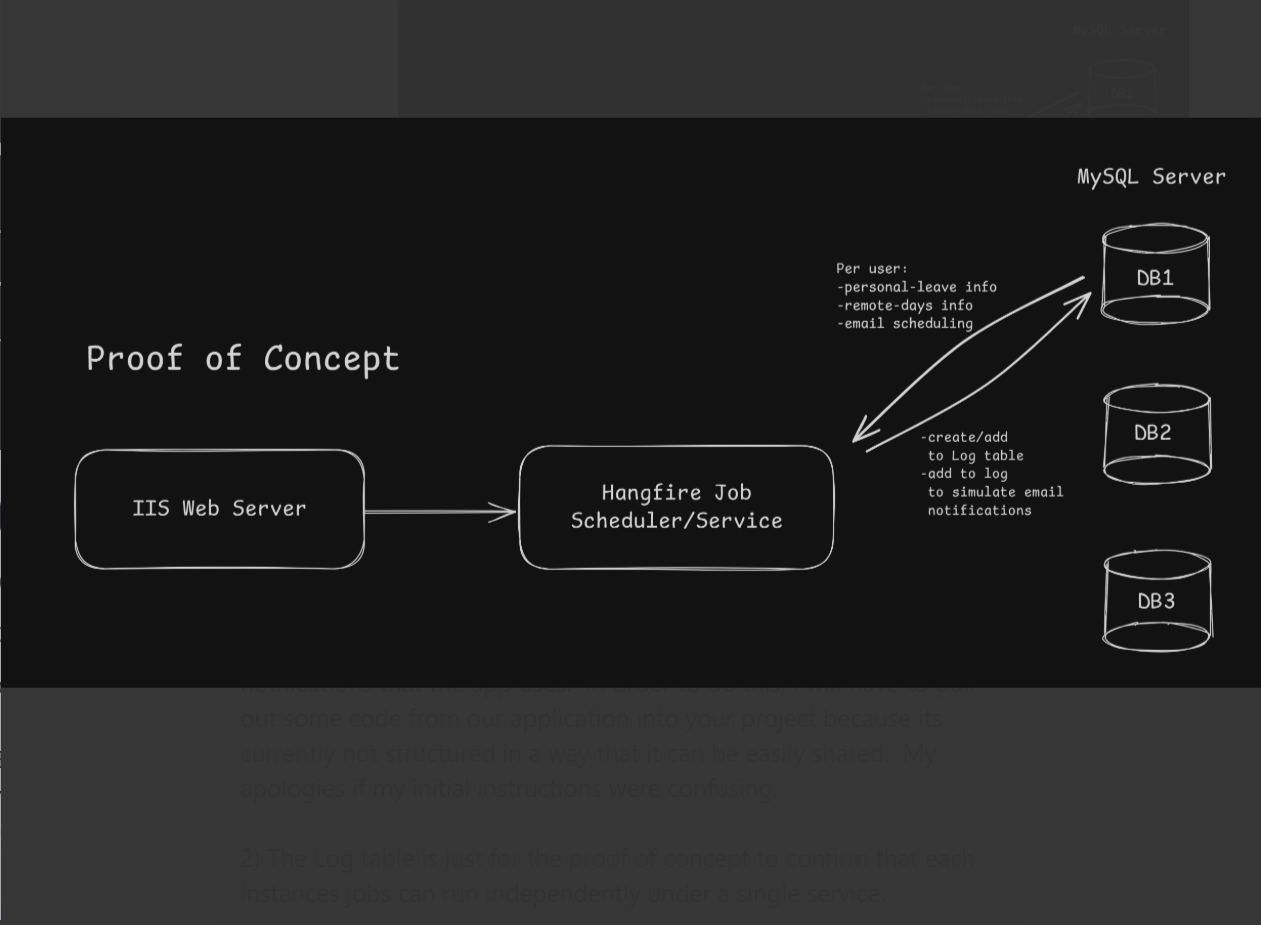 MySQL Server
DB1
Per user:
-personal-leave info
-remote-days info
-email scheduling
Proof of Concept
-create/add
to Log table
-add to log
to simulate email
notifications
DB2
IIS Web Server
Hangfire Job
Scheduler/Service
DB3
out some code from our application into your project because its
currently not structured in a way that it can be easily shared. My
apologies if my initial instructions were confusing
2) The Log table is just for the proof of concept to confirm that each
instances jobs can run independently under a single service.